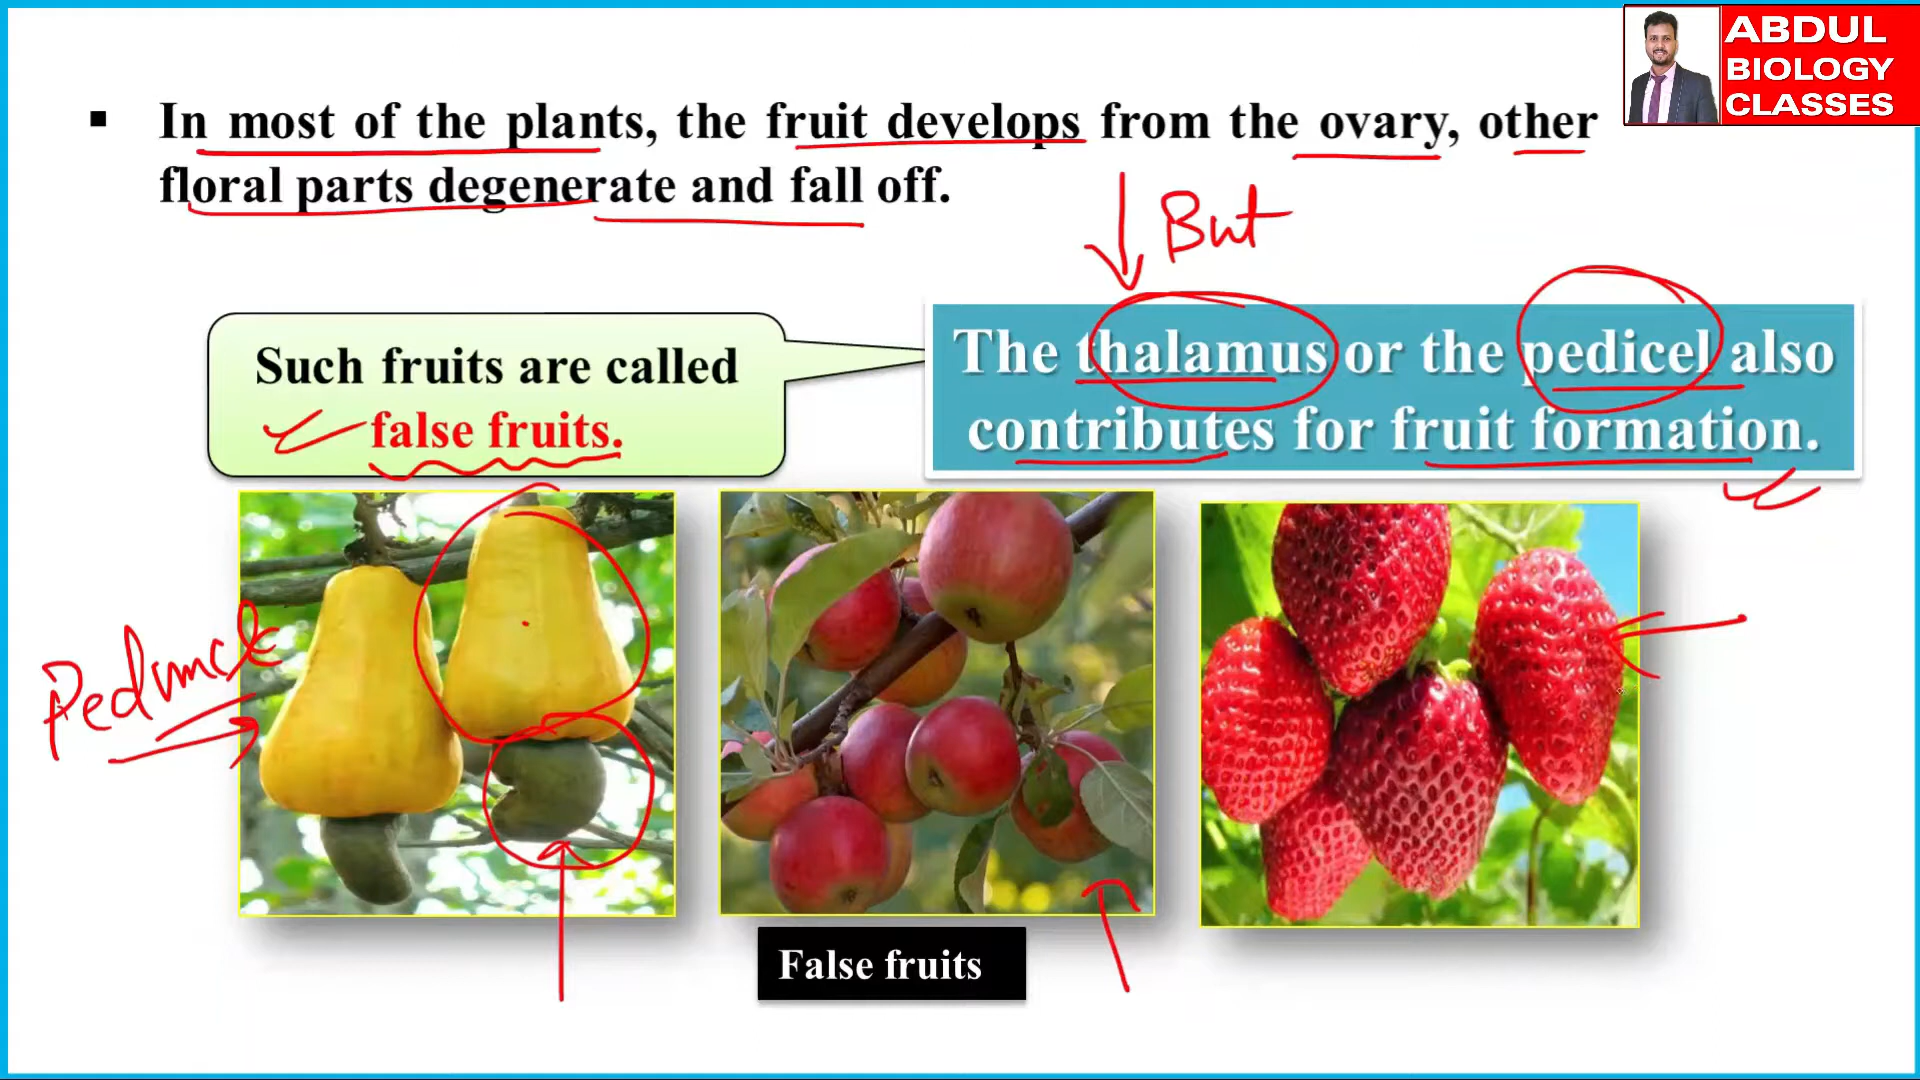 ABDUL
BIOLOGY
CLASSES
▪ In most of the plants, the fruit develops from the ovary, other
floral parts degenerate and fall off.
But
Such fruits are called
false fruits.
The thalamus or the pedicel also
contributes for fruit formation.
Peduncle
False fruits